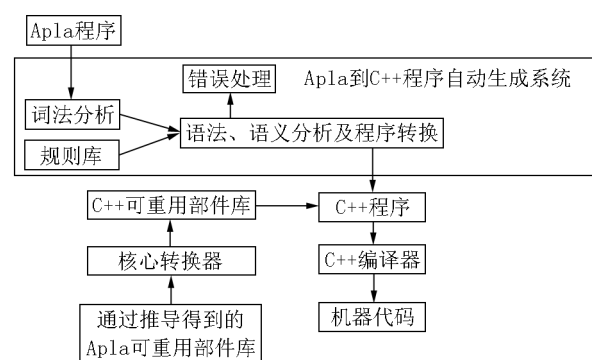 Apla程序
错误处理
Apla到C++程序自动生成系统
词法分析
语法、语义分析及程序转换
规则库
C++可重用部件库
C++程序
核心转换器
C++编译器
通过推导得到的
Apla可重用部件库
机器代码